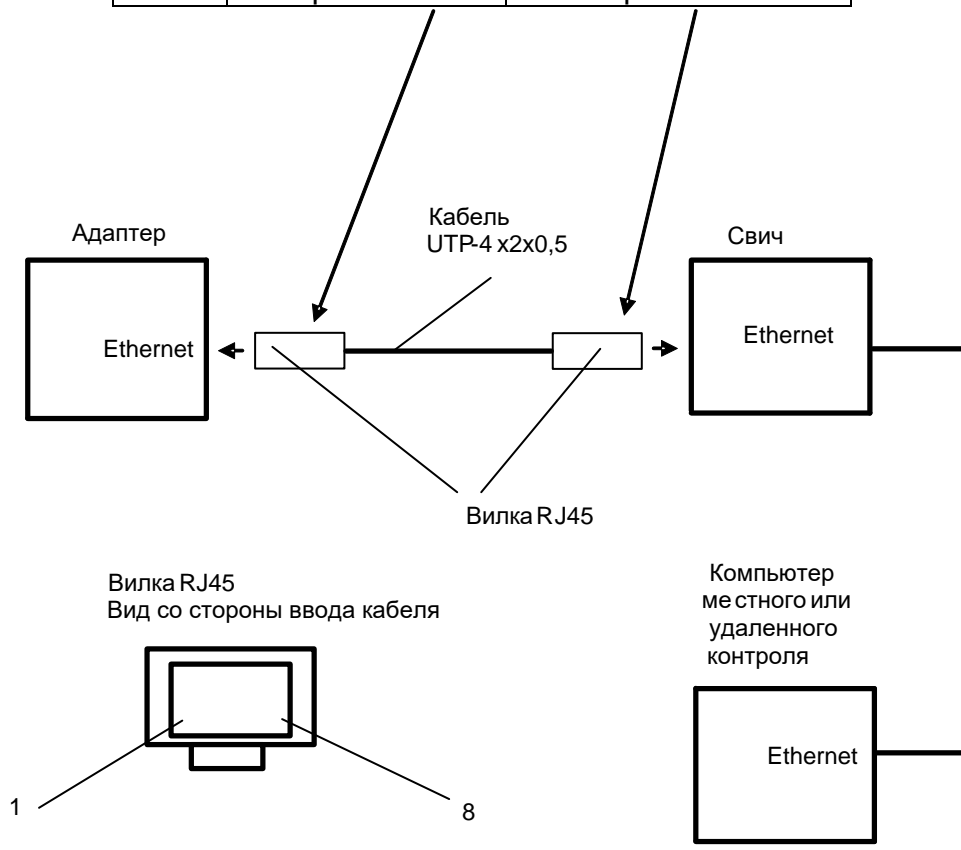 Кабель
UTP-4 x2x0,5
Адаптер
Свич
Ethernet
Ethernet
Вилка RJ45
Вилка RJ45
Вид со стороны ввода кабеля
Компьютер
местного или
удаленного
контроля
Ethernet
1
8